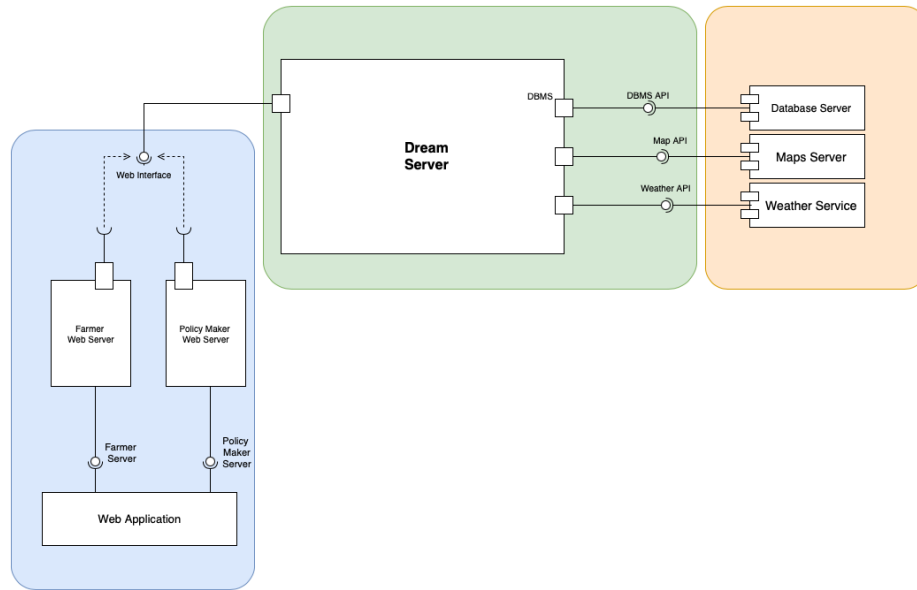 DBMS
DBMS API
Database Server
Dream
Server
Map API
Maps Server
Web Interface
Weather API
Weather Service
Farmer
Web Server
Policy Maker
Web Server
Farmer
Server
Policy
Maker
Server
Web Application